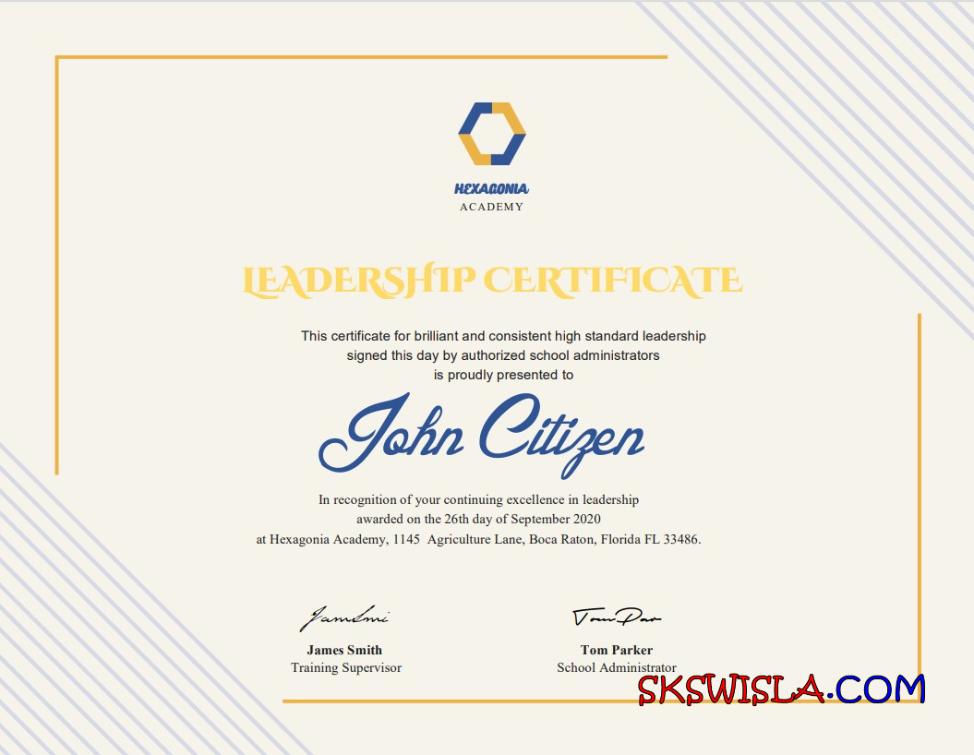 HEXAGONIA
ACADEMY
LEADERSHIP CERTIFICATE
This certificate for brilliant and consistent high standard leadership
signed this day by authorized school administrators
is proudly presented to
John Citizen
In recognition of your continuing excellence in leadership
awarded on the 26th day of September 2020
at Hexagonia Academy, 1145  Agriculture Lane, Boca Raton, Florida FL 33486.
JamSmi TomPar
James Smith Tom Parker
Training Supervisor School Administrator
SKSWISLA.COM